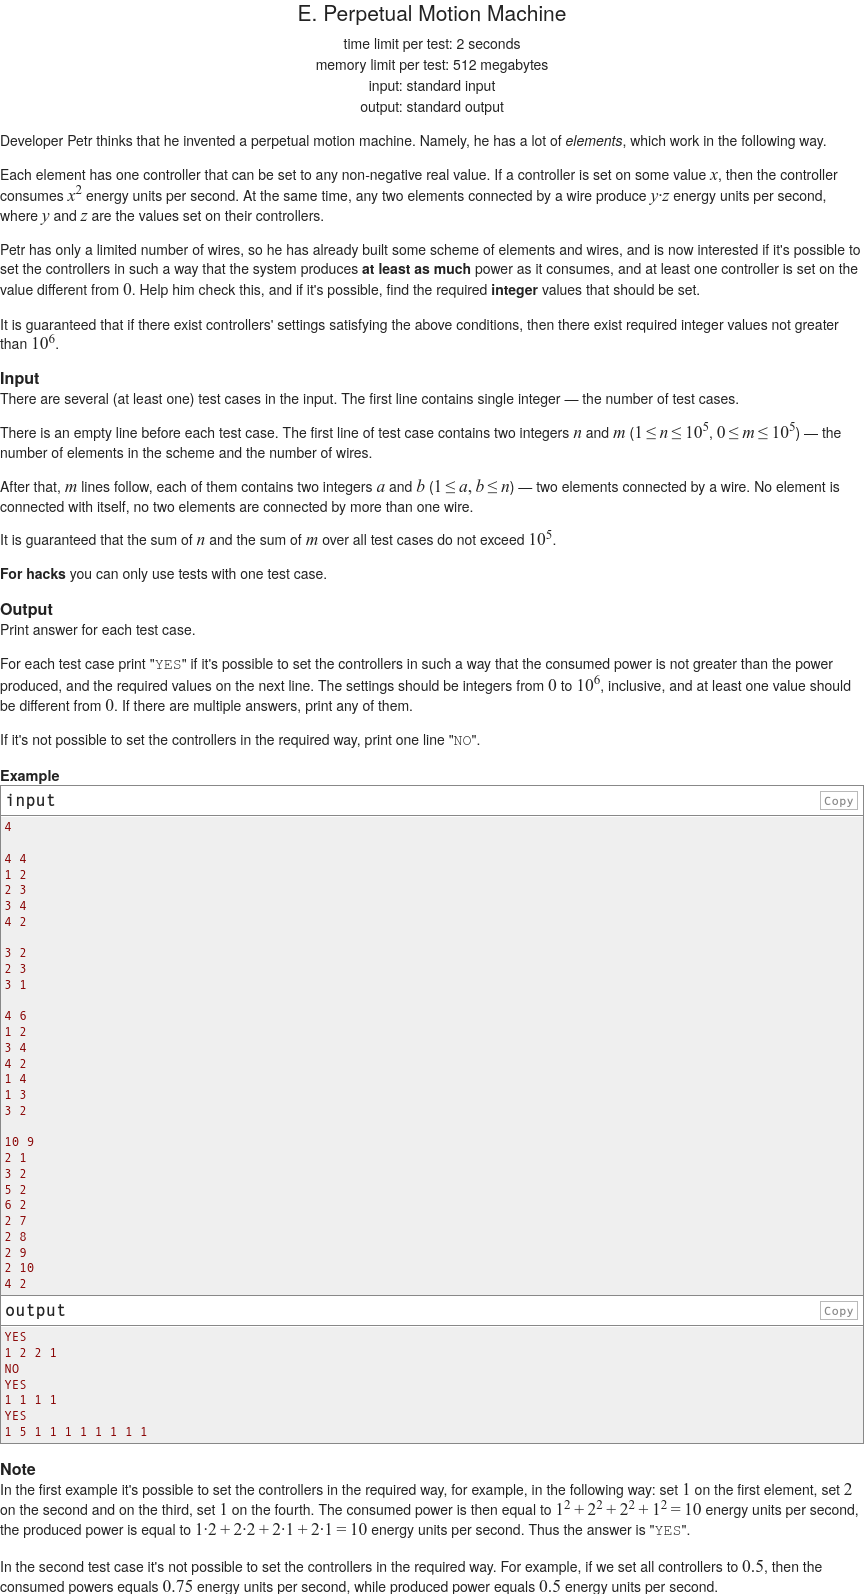 E. Perpetual Motion Machine
time limit per test: 2 seconds
memory limit per test: 512 megabytes
input: standard input
output: standard output
Developer Petr thinks that he invented a perpetual motion machine. Namely, he has a lot of elements, which work in the following way.
Each element has one controller that can be set to any non-negative real value. If a controller is set on some value x, then the controller
consumes x² energy units per second. At the same time, any two elements connected by a wire produce y·z energy units per second,
where y and z are the values set on their controllers.
Petr has only a limited number of wires, so he has already built some scheme of elements and wires, and is now interested if it's possible to
set the controllers in such a way that the system produces at least as much power as it consumes, and at least one controller is set on the
value different from 0. Help him check this, and if it's possible, find the required integer values that should be set.
It is guaranteed that if there exist controllers' settings satisfying the above conditions, then there exist required integer values not greater
than 10⁶.
Input
There are several (at least one) test cases in the input. The first line contains single integer — the number of test cases.
There is an empty line before each test case. The first line of test case contains two integers n and m (1 ≤ n ≤ 10⁵, 0 ≤ m ≤ 10⁵) — the
number of elements in the scheme and the number of wires.
After that, m lines follow, each of them contains two integers a and b (1 ≤ a, b ≤ n) — two elements connected by a wire. No element is
connected with itself, no two elements are connected by more than one wire.
It is guaranteed that the sum of n and the sum of m over all test cases do not exceed 10⁵.
For hacks you can only use tests with one test case.
Output
Print answer for each test case.
For each test case print "YES" if it's possible to set the controllers in such a way that the consumed power is not greater than the power
produced, and the required values on the next line. The settings should be integers from 0 to 10⁶, inclusive, and at least one value should
be different from 0. If there are multiple answers, print any of them.
If it's not possible to set the controllers in the required way, print one line "NO".
Example
input
Copy
4
4 4
1 2
2 3
3 4
4 2
3 2
2 3
3 1
4 6
1 2
3 4
4 2
1 4
1 3
3 2
10 9
2 1
3 2
5 2
6 2
2 7
2 8
2 9
2 10
4 2
output
Copy
YES
1 2 2 1
NO
YES
1 1 1 1
YES
1 5 1 1 1 1 1 1 1 1
Note
In the first example it's possible to set the controllers in the required way, for example, in the following way: set 1 on the first element, set 2
on the second and on the third, set 1 on the fourth. The consumed power is then equal to 1² + 2² + 2² + 1² = 10 energy units per second,
the produced power is equal to 1·2 + 2·2 + 2·1 + 2·1 = 10 energy units per second. Thus the answer is "YES".
In the second test case it's not possible to set the controllers in the required way. For example, if we set all controllers to 0.5, then the
consumed powers equals 0.75 energy units per second, while produced power equals 0.5 energy units per second.